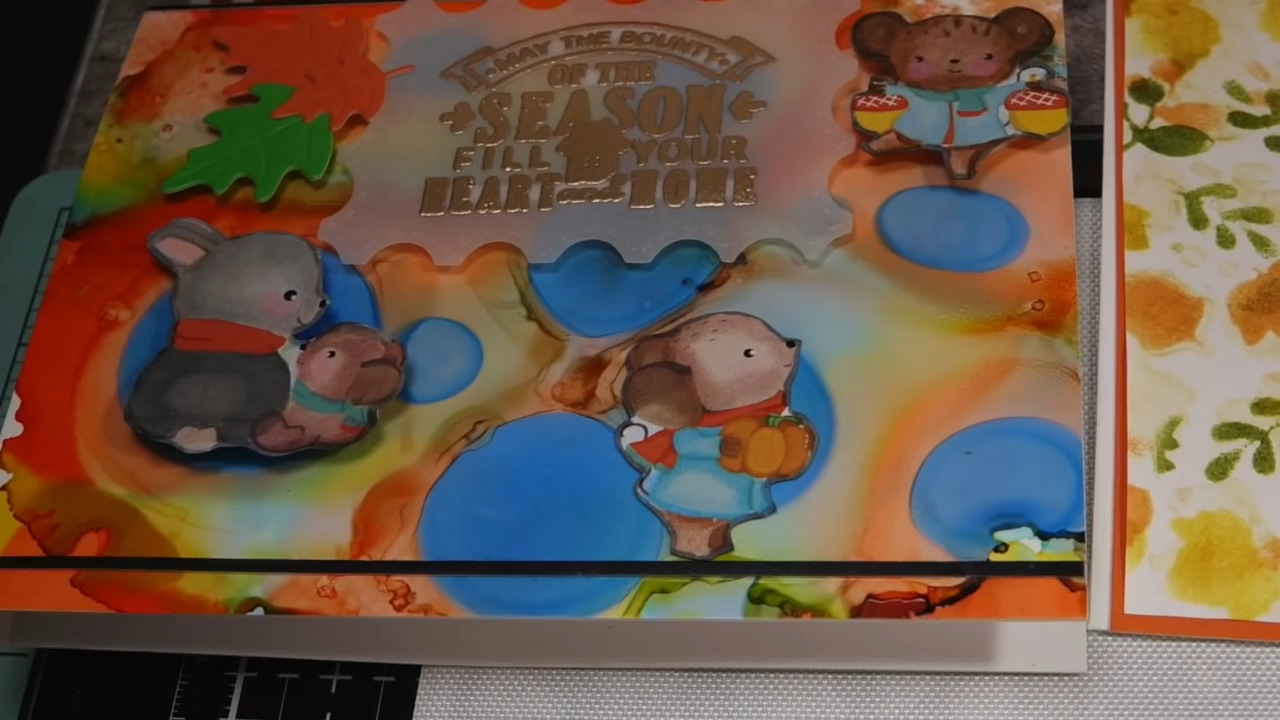 MAY THE BOUNTY
OF THE
SEASON
FILL YOUR
HEART and HOME